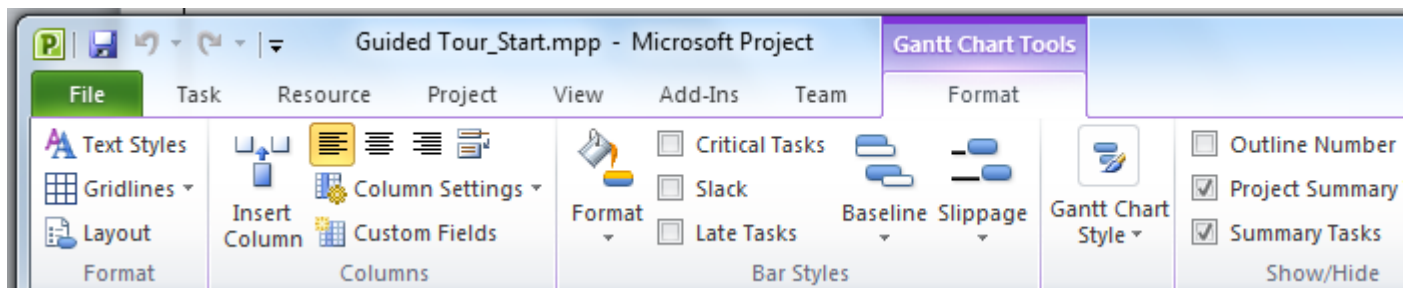 Guided Tour_Start.mpp - Microsoft Project
Gantt Chart Tools
File Task Resource Project View Add-Ins Team Format
Text Styles
Gridlines
Layout
Format
Insert
Column
Column Settings
Custom Fields
Columns
Format
Critical Tasks
Slack
Late Tasks
Baseline
Slippage
Bar Styles
Gantt Chart
Style
Outline Number
Project Summary
Summary Tasks
Show/Hide